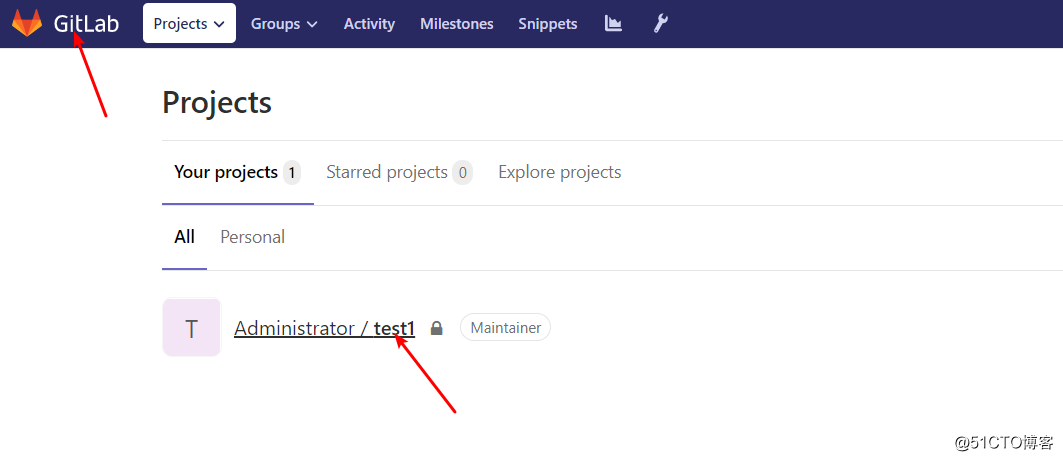 GitLab Projects Groups Activity Milestones Snippets
Projects
Your projects 1 Starred projects 0 Explore projects
All Personal
T Administrator / test1 Maintainer
@51CTO博客